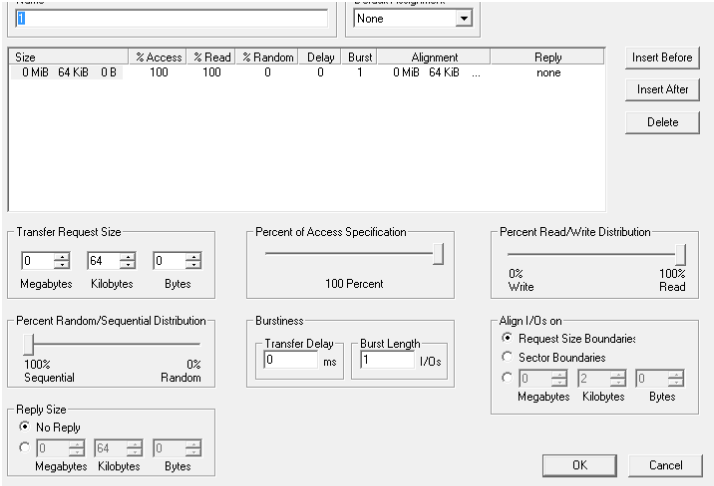 Name
Default Assignment
1
None
Size % Access % Read % Random Delay Burst Alignment Reply
0 MiB 64 KiB 0 B 100 100 0 0 1 0 MiB 64 KiB ... none
Insert Before
Insert After
Delete
Transfer Request Size
0 64 0
Megabytes Kilobytes Bytes
Percent of Access Specification
100 Percent
Percent Read/Write Distribution
0% 100%
Write Read
Percent Random/Sequential Distribution
100% 0%
Sequential Random
Burstiness
Transfer Delay
0 ms
Burst Length
1 I/Os
Align I/Os on
Request Size Boundaries
Sector Boundaries
0 2 0
Megabytes Kilobytes Bytes
Reply Size
No Reply
0 64 0
Megabytes Kilobytes Bytes
OK
Cancel